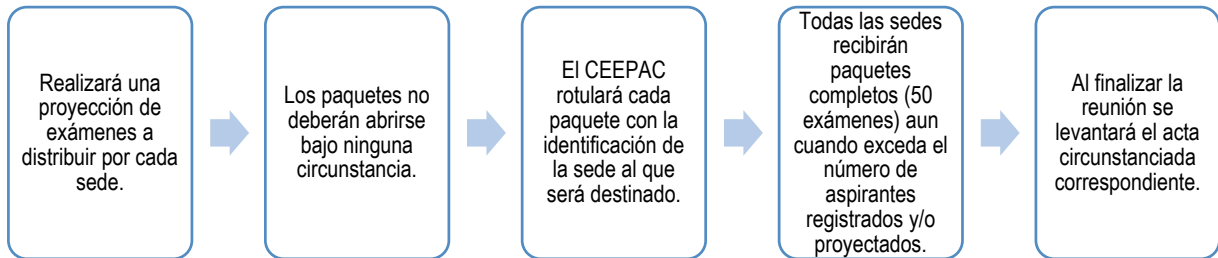 Realizará una
proyección de
exámenes a
distribuir por cada
sede.
Los paquetes no
deberán abrirse
bajo ninguna
circunstancia.
El CEEPAC
rotulará cada
paquete con la
identificación de
la sede al que
será destinado.
Todas las sedes
recibirán
paquetes
completos (50
exámenes) aun
cuando exceda el
número de
aspirantes
registrados y/o
proyectados.
Al finalizar la
reunión se
levantará el acta
circunstanciada
correspondiente.